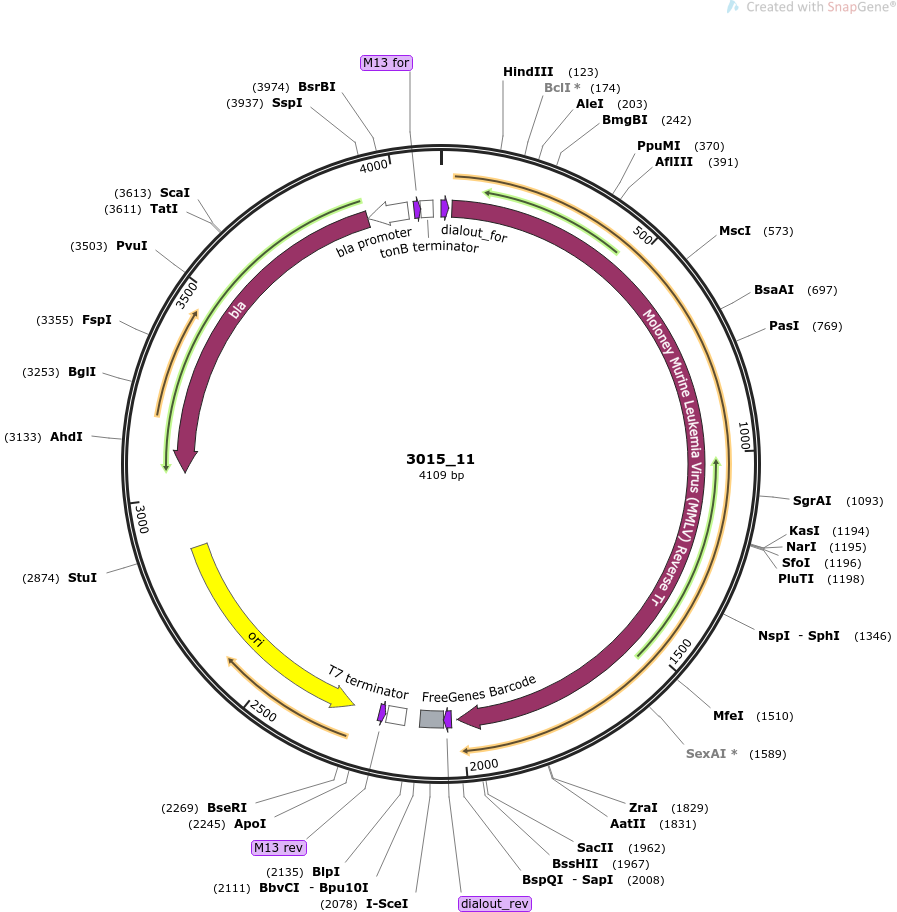 Created with SnapGene®
M13 for
(3974) BsrBI
(3937) SspI
HindIII (123)
BclI * (174)
AleI (203)
BmgBI (242)
PpuMI (370)
AflIII (391)
4000
(3613) ScaI
(3611) TatI
(3503) PvuI
(3355) FspI
(3253) BglI
(3133) AhdI
(2874) StuI
3500
3000
bla
bla promoter
tonB terminator
dialout_for
500
MscI (573)
BsaAI (697)
PasI (769)
1000
Moloney Murine Leukemia Virus (MMLV) Reverse Tr
3015_11
4109 bp
SgrAI (1093)
KasI (1194)
NarI (1195)
SfoI (1196)
PluTI (1198)
NspI - SphI (1346)
1500
MfeI (1510)
SexAI * (1589)
ori
T7 terminator
FreeGenes Barcode
2500
2000
(2269) BseRI
(2245) ApoI
M13 rev
(2135) BlpI
(2111) BbvCI - Bpu10I
(2078) I-SceI
ZraI (1829)
AatII (1831)
SacII (1962)
BssHII (1967)
BspQI - SapI (2008)
dialout_rev